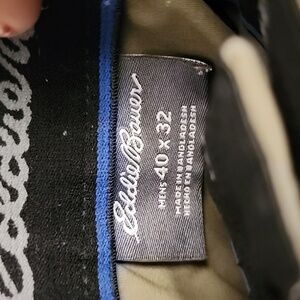 Eddie Bauer
MENS 40 x 32
MADE IN BANGLADESH
HECHO EN BANGLADESH